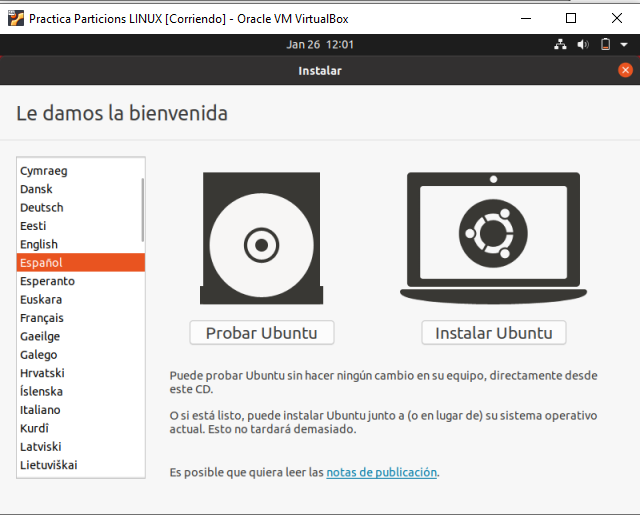 Practica Particions LINUX [Corriendo] - Oracle VM VirtualBox
Jan 26 12:01
Instalar
Le damos la bienvenida
Cymraeg
Dansk
Deutsch
Eesti
English
Español
Esperanto
Euskara
Français
Gaeilge
Galego
Hrvatski
Íslenska
Italiano
Kurdî
Latviski
Lietuviškai
Probar Ubuntu
Instalar Ubuntu
Puede probar Ubuntu sin hacer ningún cambio en su equipo, directamente desde
este CD.
O si está listo, puede instalar Ubuntu junto a (o en lugar de) su sistema operativo
actual. Esto no tardará demasiado.
Es posible que quiera leer las notas de publicación.